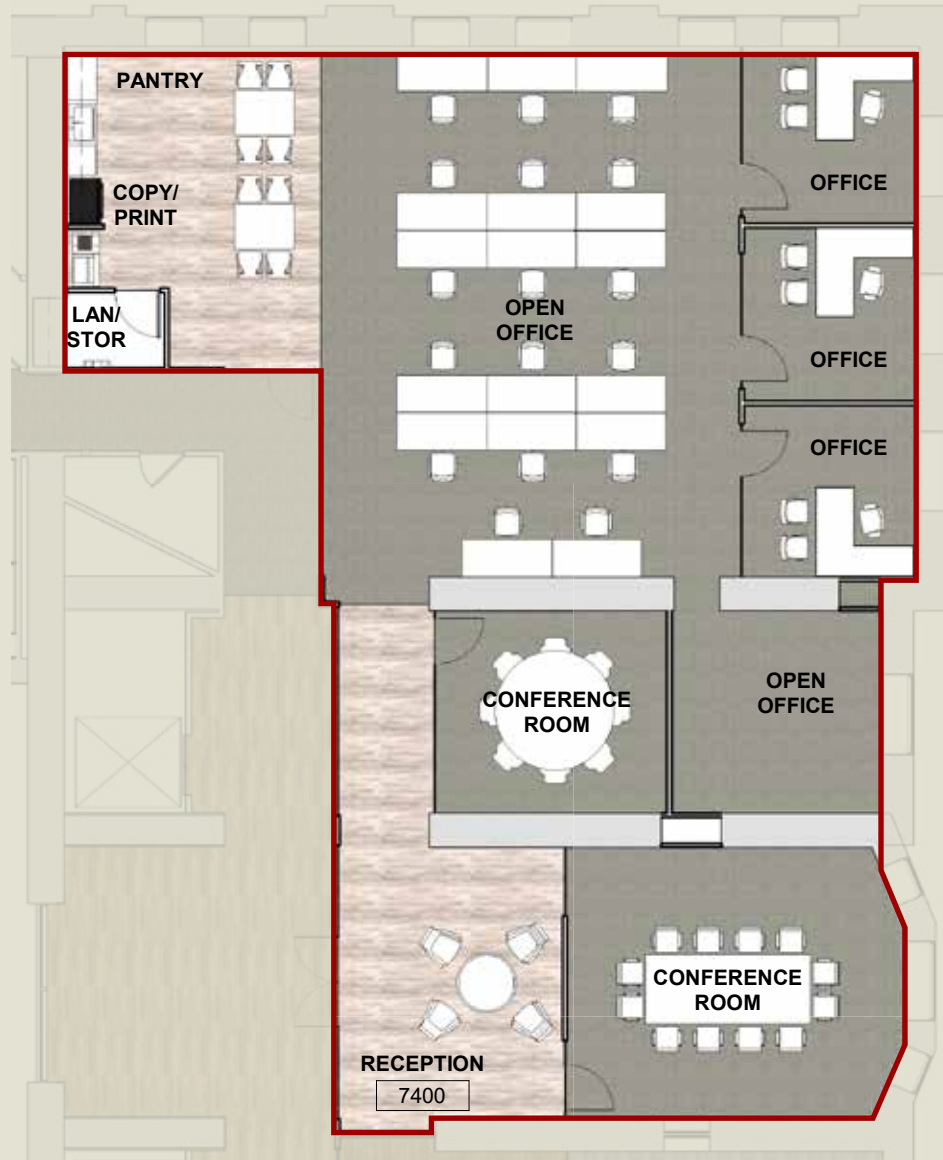 PANTRY
COPY/
PRINT
LAN/
STOR
OPEN
OFFICE
OFFICE
OFFICE
OFFICE
CONFERENCE
ROOM
OPEN
OFFICE
CONFERENCE
ROOM
RECEPTION
7400